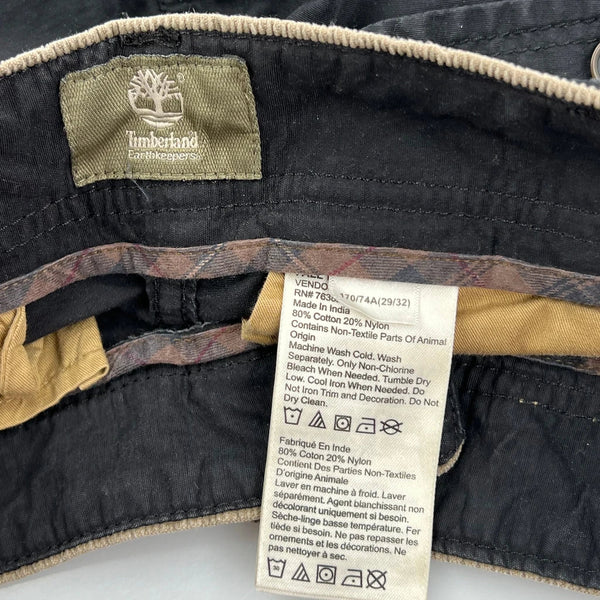 Timberland
Earthkeepers
VENDO
RN# 7638 170/74A(29/32)
Made In India
80% Cotton 20% Nylon
Contains Non-Textile Parts Of Animal
Origin
Machine Wash Cold. Wash
Separately. Only Non-Chlorine
Bleach When Needed. Tumble Dry
Low. Cool Iron When Needed. Do
Not Iron Trim and Decoration. Do Not
Dry Clean.
Fabriqué En Inde
80% Coton 20% Nylon
Contient Des Parties Non-Textiles
D'origine Animale
Laver en machine à froid. Laver
séparément. Agent blanchissant non
décolorant uniquement si besoin.
Sèche-linge basse température. Fer
tiède si besoin. Ne pas repasser les
ornements et les décorations. Ne
pas nettoyer à sec.